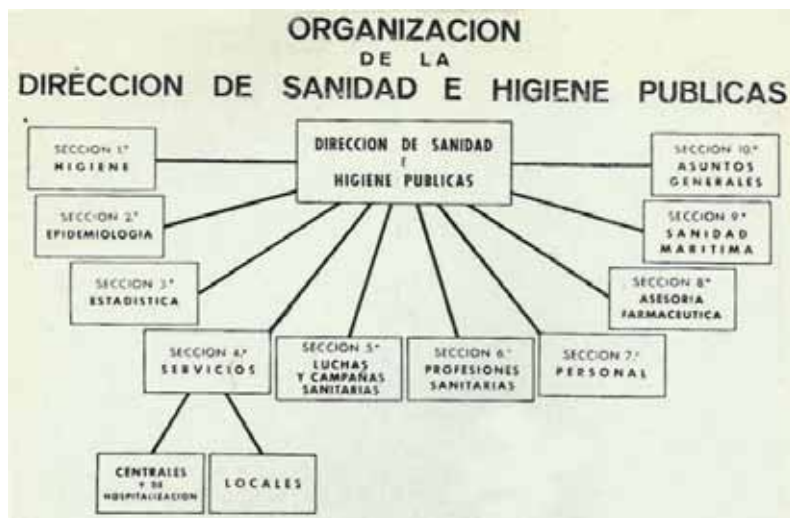 ORGANIZACION
DE LA
DIRECCION DE SANIDAD E HIGIENE PUBLICAS
DIRECCION DE SANIDAD
E
HIGIENE PUBLICAS
SECCION 1.ª
HIGIENE
SECCION 2.ª
EPIDEMIOLOGIA
SECCION 3.ª
ESTADISTICA
SECCION 4.ª
SERVICIOS
CENTRALES
Y DE
HOSPITALIZACION
LOCALES
SECCION 5.ª
LUCHAS
Y CAMPAÑAS
SANITARIAS
SECCION 6.ª
PROFESIONES
SANITARIAS
SECCION 7.ª
PERSONAL
SECCION 8.ª
ASESORIA
FARMACEUTICA
SECCION 9.ª
SANIDAD
MARITIMA
SECCION 10.ª
ASUNTOS
GENERALES